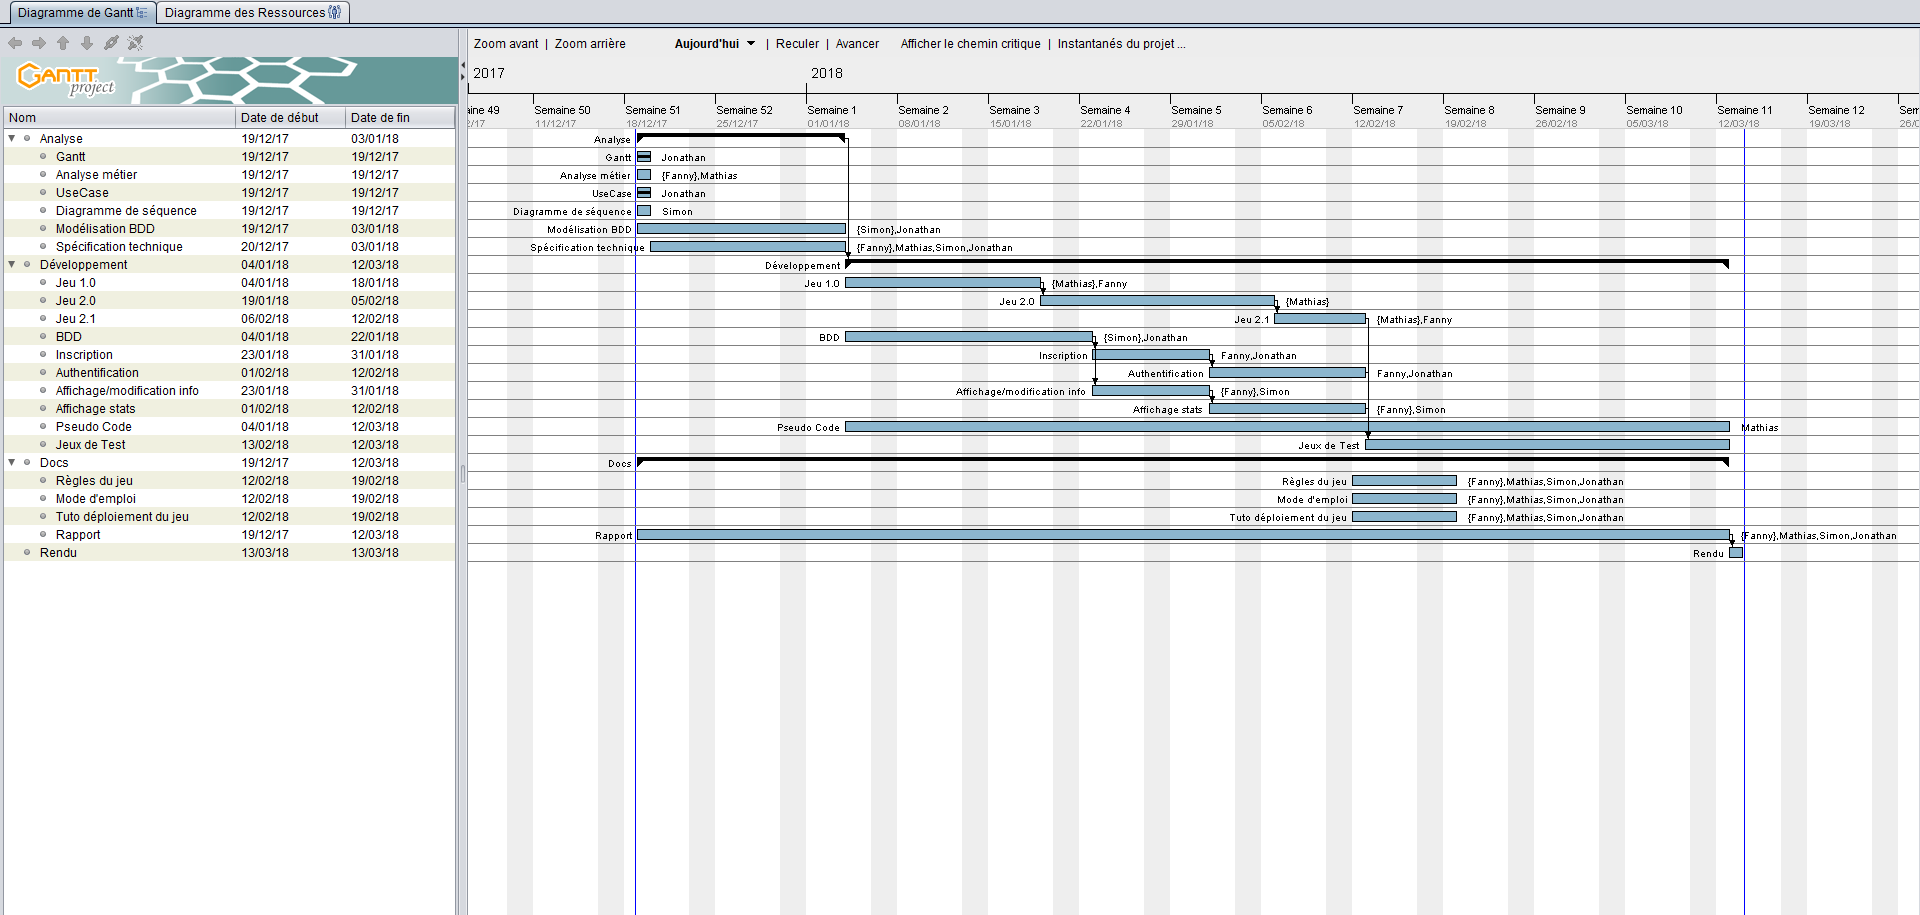 Diagramme de Gantt
Diagramme des Ressources
Zoom avant | Zoom arrière Aujourd'hui | Reculer | Avancer Afficher le chemin critique | Instantanés du projet ...
GANTT
project
2017 2018
Nom Date de début Date de fin
aine 49 Semaine 50 Semaine 51 Semaine 52 Semaine 1 Semaine 2 Semaine 3 Semaine 4 Semaine 5 Semaine 6 Semaine 7 Semaine 8 Semaine 9 Semaine 10 Semaine 11 Semaine 12 Sem
2/17 11/12/17 18/12/17 25/12/17 01/01/18 08/01/18 15/01/18 22/01/18 29/01/18 05/02/18 12/02/18 19/02/18 26/02/18 05/03/18 12/03/18 19/03/18 26/0
Analyse 19/12/17 03/01/18 Analyse
Gantt 19/12/17 19/12/17 Gantt Jonathan
Analyse métier 19/12/17 19/12/17 Analyse métier {Fanny},Mathias
UseCase 19/12/17 19/12/17 UseCase Jonathan
Diagramme de séquence 19/12/17 19/12/17 Diagramme de séquence Simon
Modélisation BDD 19/12/17 03/01/18 Modélisation BDD {Simon},Jonathan
Spécification technique 20/12/17 03/01/18 Spécification technique {Fanny},Mathias,Simon,Jonathan
Développement 04/01/18 12/03/18 Développement
Jeu 1.0 04/01/18 18/01/18 Jeu 1.0 {Mathias},Fanny
Jeu 2.0 19/01/18 05/02/18 Jeu 2.0 {Mathias}
Jeu 2.1 06/02/18 12/02/18 Jeu 2.1 {Mathias},Fanny
BDD 04/01/18 22/01/18 BDD {Simon},Jonathan
Inscription 23/01/18 31/01/18 Inscription Fanny,Jonathan
Authentification 01/02/18 12/02/18 Authentification Fanny,Jonathan
Affichage/modification info 23/01/18 31/01/18 Affichage/modification info {Fanny},Simon
Affichage stats 01/02/18 12/02/18 Affichage stats {Fanny},Simon
Pseudo Code 04/01/18 12/03/18 Pseudo Code Mathias
Jeux de Test 13/02/18 12/03/18 Jeux de Test
Docs 19/12/17 12/03/18 Docs
Règles du jeu 12/02/18 19/02/18 Règles du jeu {Fanny},Mathias,Simon,Jonathan
Mode d'emploi 12/02/18 19/02/18 Mode d'emploi {Fanny},Mathias,Simon,Jonathan
Tuto déploiement du jeu 12/02/18 19/02/18 Tuto déploiement du jeu {Fanny},Mathias,Simon,Jonathan
Rapport 19/12/17 12/03/18 Rapport {Fanny},Mathias,Simon,Jonathan
Rendu 13/03/18 13/03/18 Rendu